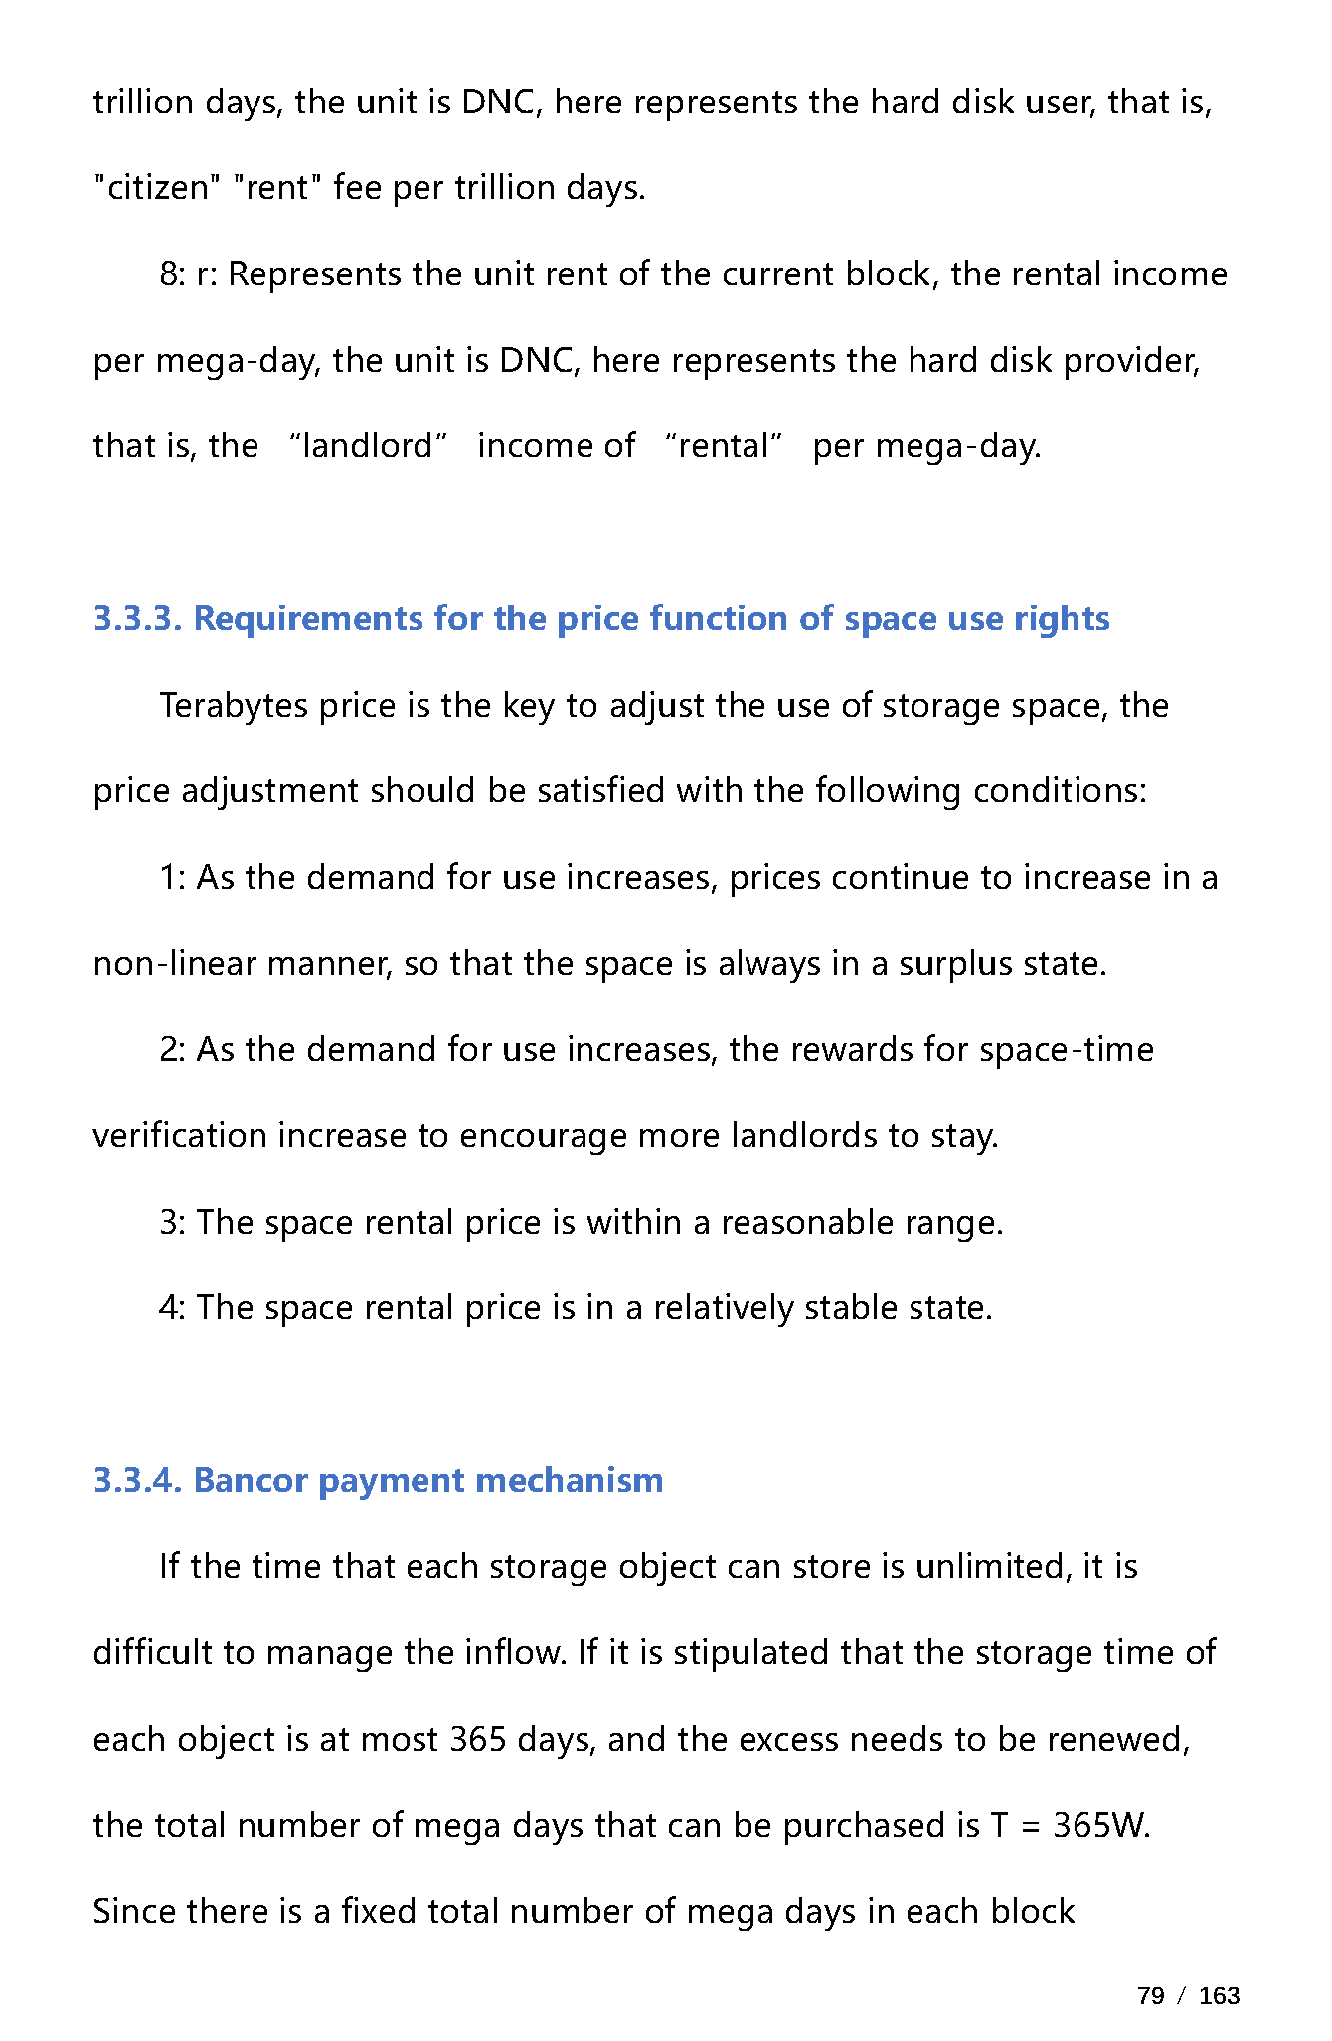 trillion days, the unit is DNC, here represents the hard disk user, that is,
"citizen" "rent" fee per trillion days.
8: r: Represents the unit rent of the current block, the rental income
per mega-day, the unit is DNC, here represents the hard disk provider,
that is, the “landlord” income of “rental” per mega-day.
3.3.3. Requirements for the price function of space use rights
Terabytes price is the key to adjust the use of storage space, the
price adjustment should be satisfied with the following conditions:
1: As the demand for use increases, prices continue to increase in a
non-linear manner, so that the space is always in a surplus state.
2: As the demand for use increases, the rewards for space-time
verification increase to encourage more landlords to stay.
3: The space rental price is within a reasonable range.
4: The space rental price is in a relatively stable state.
3.3.4. Bancor payment mechanism
If the time that each storage object can store is unlimited, it is
difficult to manage the inflow. If it is stipulated that the storage time of
each object is at most 365 days, and the excess needs to be renewed,
the total number of mega days that can be purchased is T = 365W.
Since there is a fixed total number of mega days in each block
79 / 163